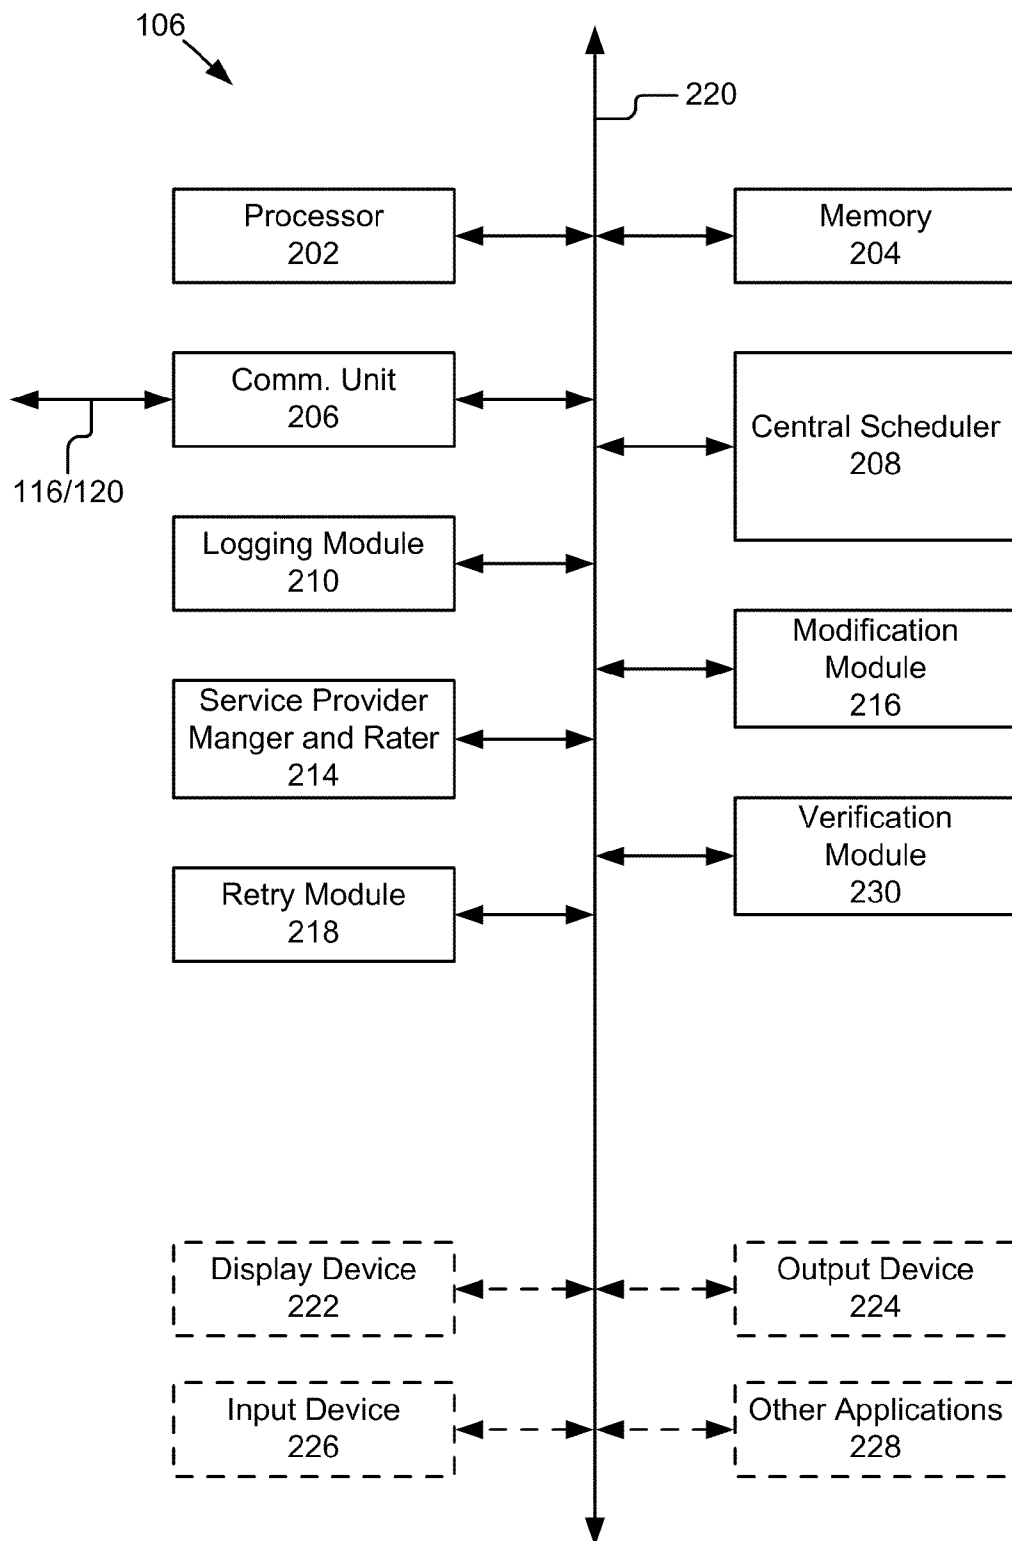 106
220
Processor
202
Memory
204
Comm. Unit
206
Central Scheduler
208
116/120
Logging Module
210
Modification
Module
216
Service Provider
Manger and Rater
214
Verification
Module
230
Retry Module
218
Display Device
222
Output Device
224
Input Device
226
Other Applications
228